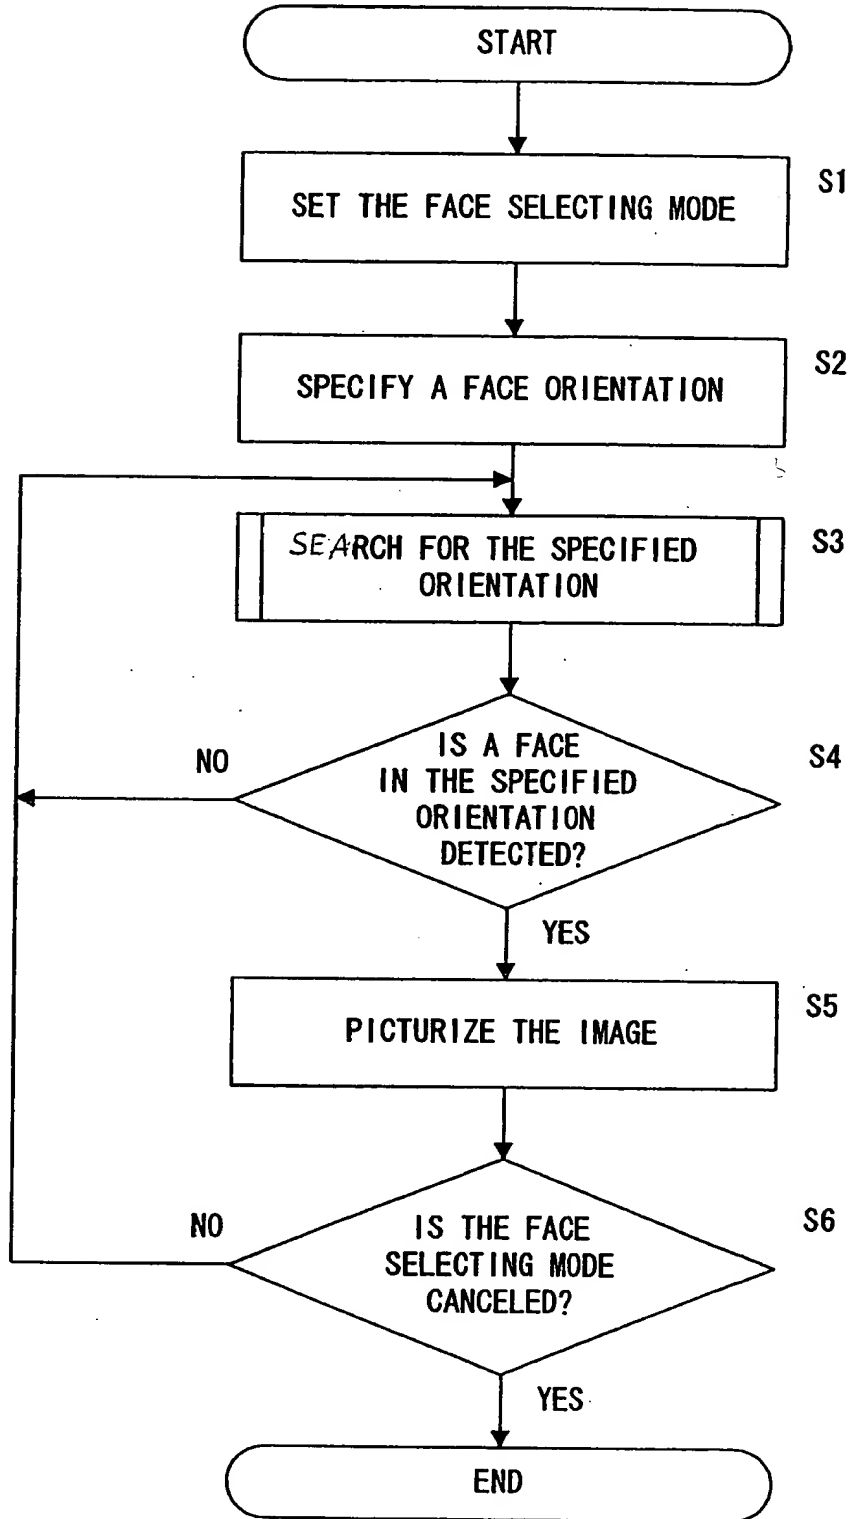 START
S1
SET THE FACE SELECTING MODE
S2
SPECIFY A FACE ORIENTATION
S3
SEARCH FOR THE SPECIFIED
ORIENTATION
S4
NO
IS A FACE
IN THE SPECIFIED
ORIENTATION
DETECTED?
YES
S5
PICTURIZE THE IMAGE
S6
NO
IS THE FACE
SELECTING MODE
CANCELED?
YES
END